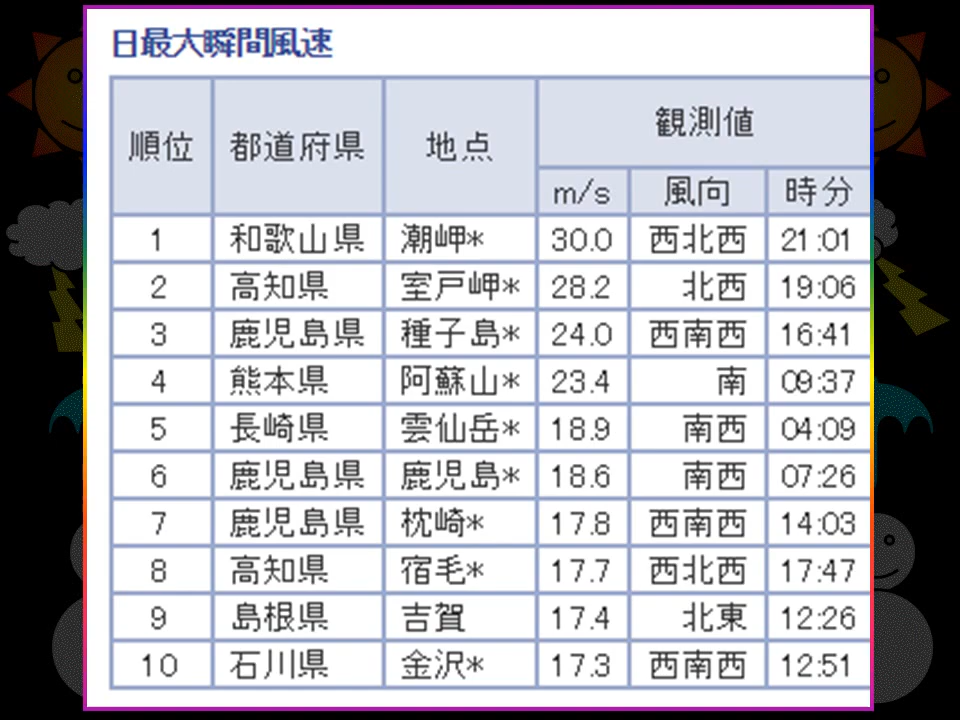 日最大瞬間風速
順位 都道府県 地点 観測値
m/s 風向 時分
1 和歌山県 潮岬* 30.0 西北西 21:01
2 高知県 室戸岬* 28.2 北西 19:06
3 鹿児島県 種子島* 24.0 西南西 16:41
4 熊本県 阿蘇山* 23.4 南 09:37
5 長崎県 雲仙岳* 18.9 南西 04:09
6 鹿児島県 鹿児島* 18.6 南西 07:26
7 鹿児島県 枕崎* 17.8 西南西 14:03
8 高知県 宿毛* 17.7 西北西 17:47
9 島根県 吉賀 17.4 北東 12:26
10 石川県 金沢* 17.3 西南西 12:51